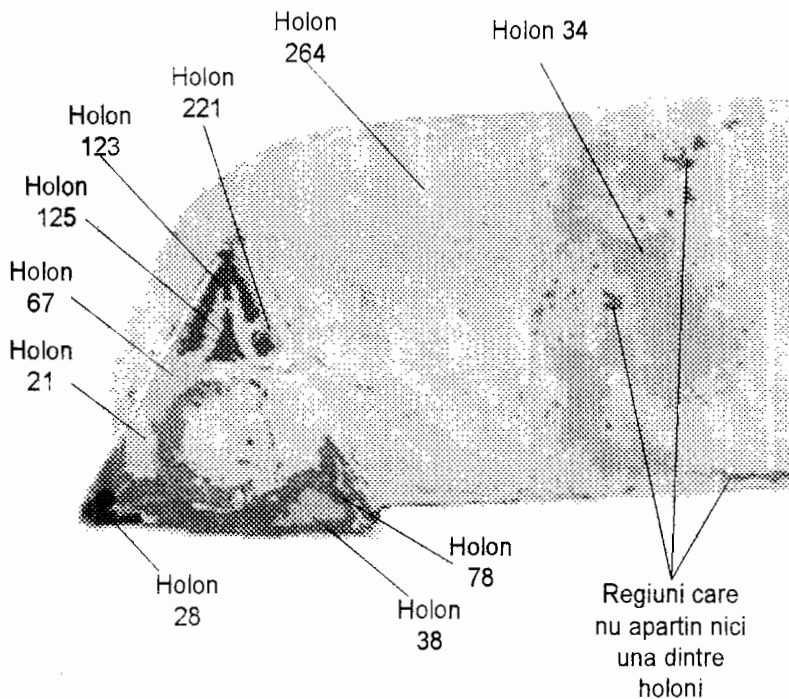 Holon
264
Holon 34
Holon
221
Holon
123
Holon
125
Holon
67
Holon
21
Holon
28
Holon
38
Holon
78
Regiuni care
nu apartin nici
una dintre
holoni